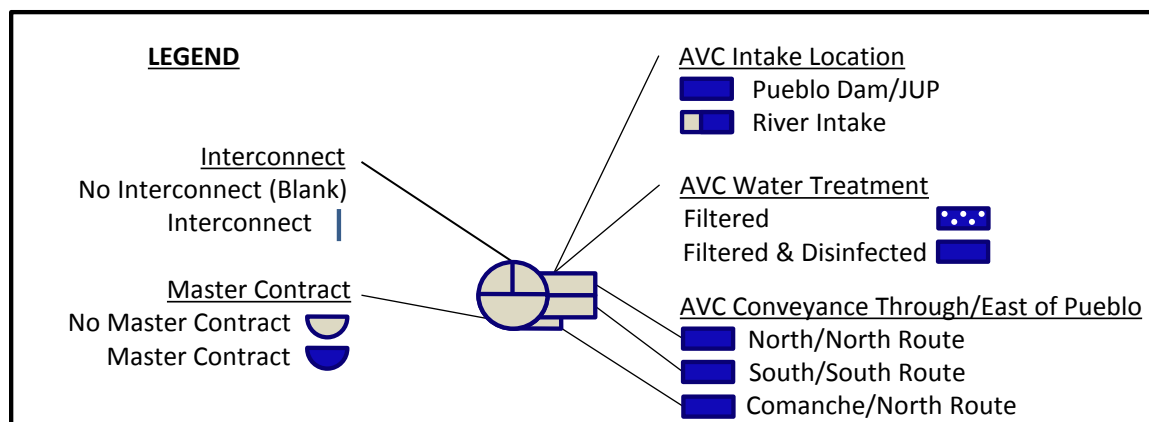 LEGEND
Interconnect
No Interconnect (Blank)
Interconnect
Master Contract
No Master Contract
Master Contract
AVC Intake Location
Pueblo Dam/JUP
River Intake
AVC Water Treatment
Filtered
Filtered & Disinfected
AVC Conveyance Through/East of Pueblo
North/North Route
South/South Route
Comanche/North Route